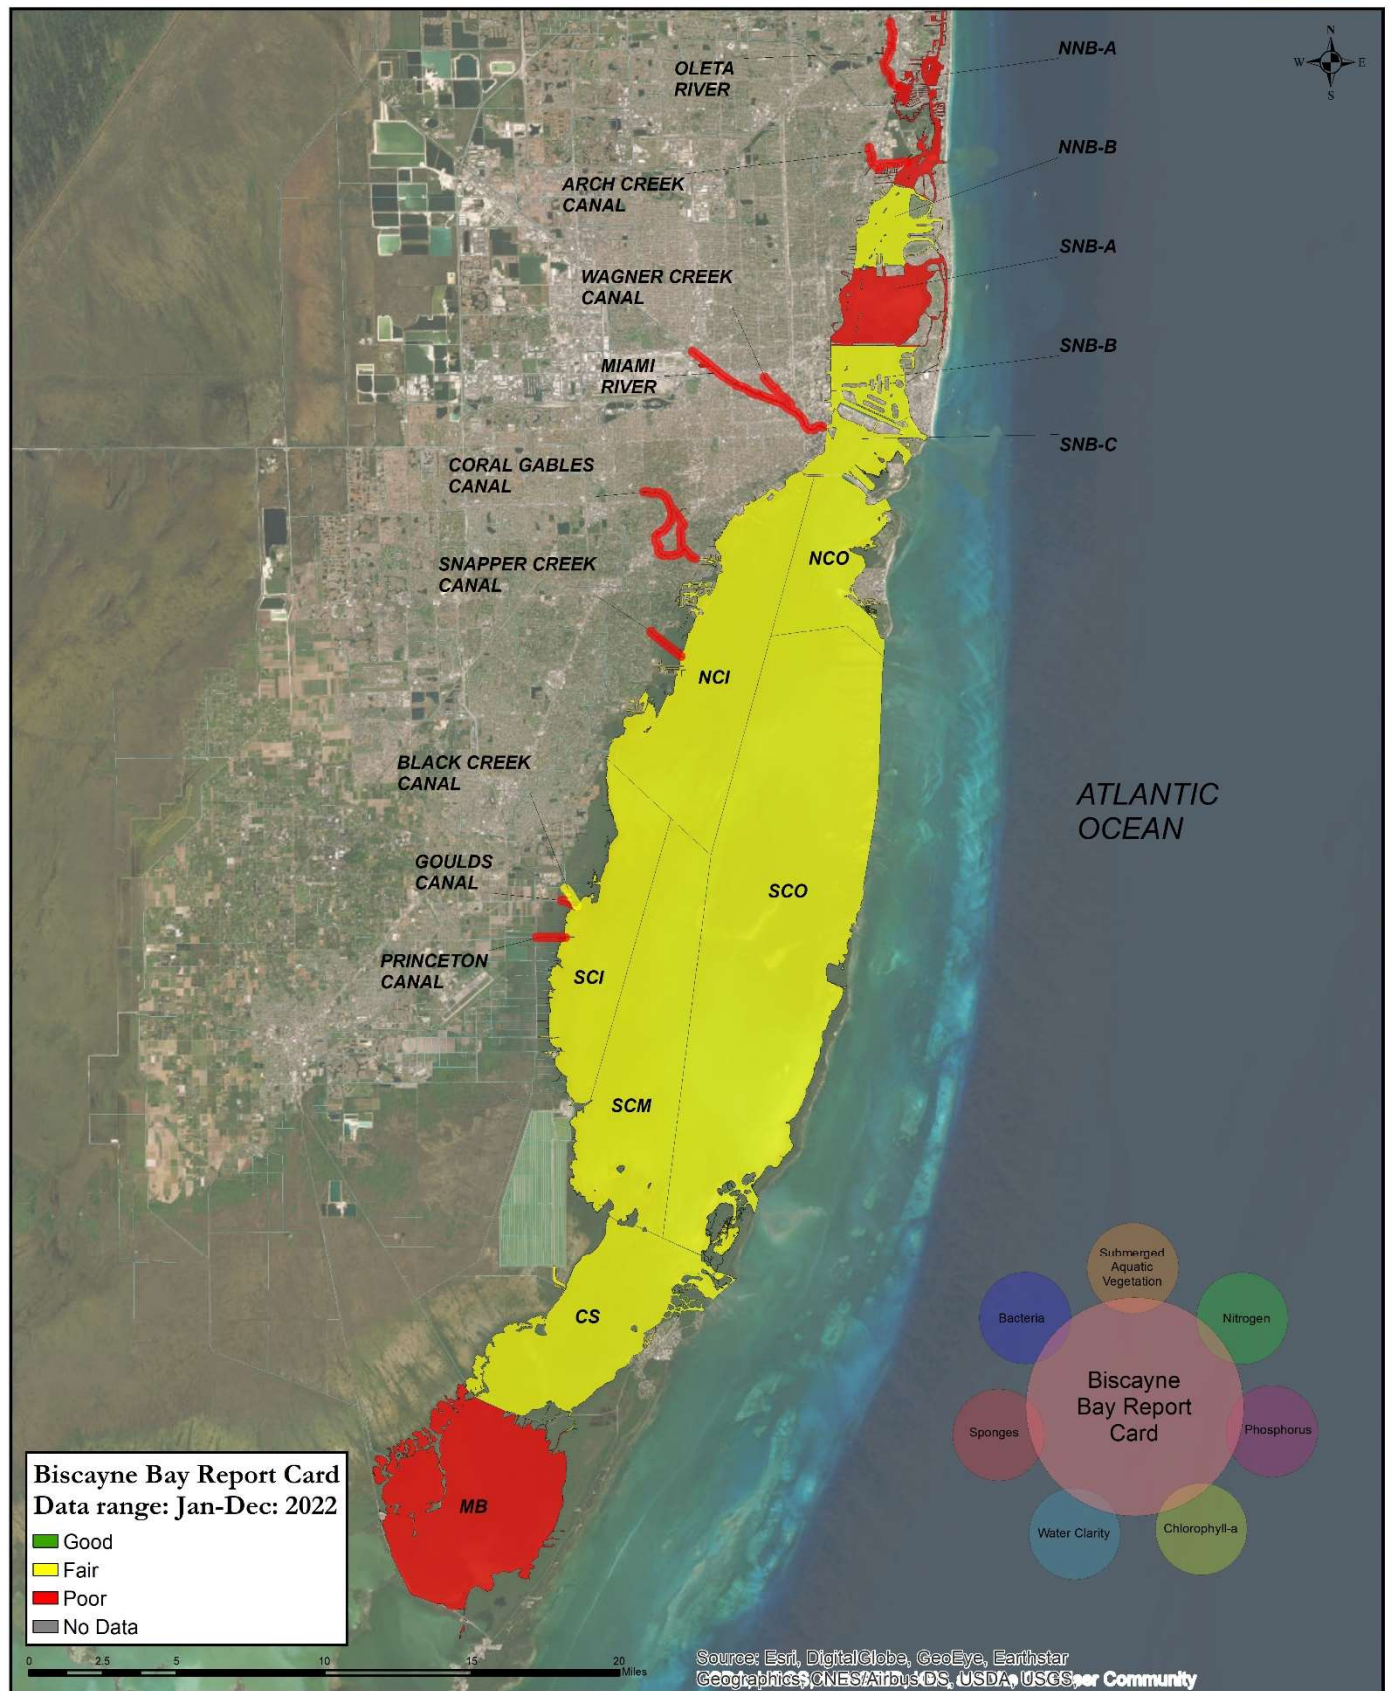 N
W
E
S
NNB-A
OLETA
RIVER
NNB-B
ARCH CREEK
CANAL
SNB-A
WAGNER CREEK
CANAL
SNB-B
MIAMI
RIVER
SNB-C
CORAL GABLES
CANAL
NCO
SNAPPER CREEK
CANAL
NCI
BLACK CREEK
CANAL
ATLANTIC
OCEAN
GOULDS
CANAL
SCO
PRINCETON
CANAL
SCI
SCM
CS
MB
Submerged
Aquatic
Vegetation
Bacteria
Nitrogen
Biscayne
Bay Report
Card
Sponges
Phosphorus
Water Clarity
Chlorophyll-a
Biscayne Bay Report Card
Data range: Jan-Dec: 2022
Good
Fair
Poor
No Data
0 2.5 5 10 15 20
Miles
Source: Esri, DigitalGlobe, GeoEye, Earthstar
Geographics, CNES/Airbus DS, USDA, USGS,
Community